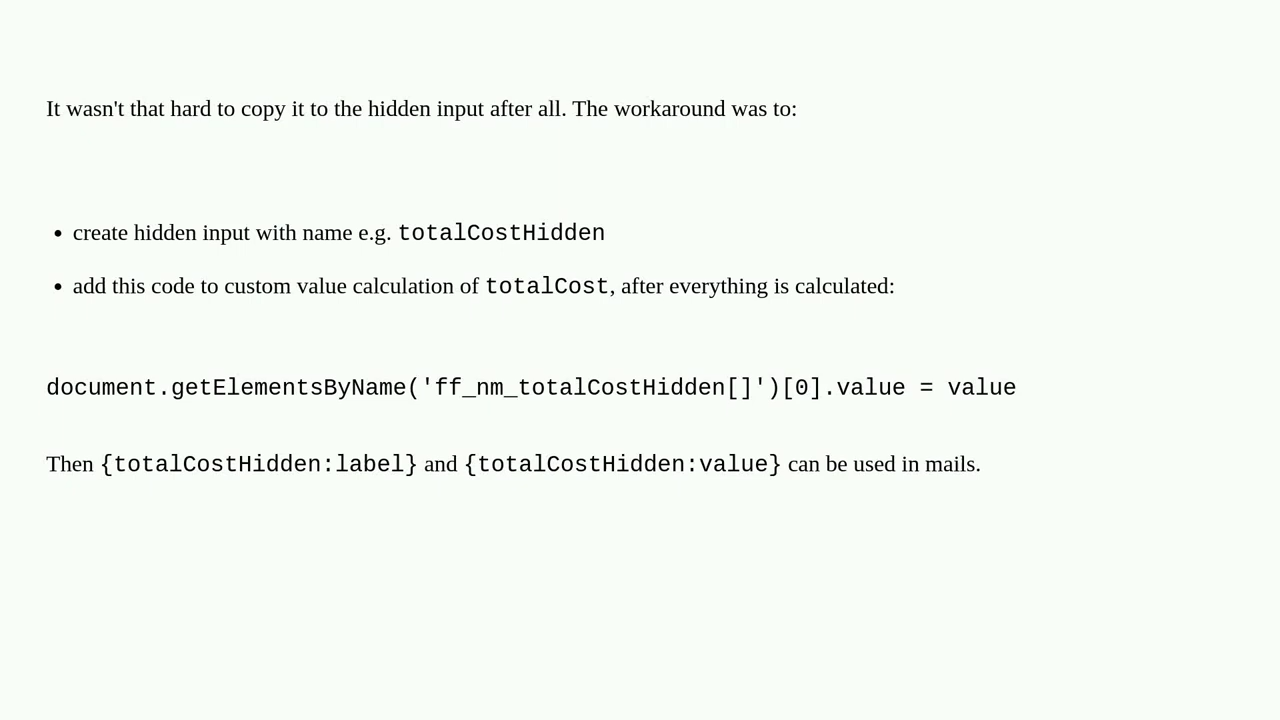 It wasn't that hard to copy it to the hidden input after all. The workaround was to:
• create hidden input with name e.g. totalCostHidden
• add this code to custom value calculation of totalCost, after everything is calculated:
document.getElementsByName('ff_nm_totalCostHidden[]')[0].value = value
Then {totalCostHidden:label} and {totalCostHidden:value} can be used in mails.